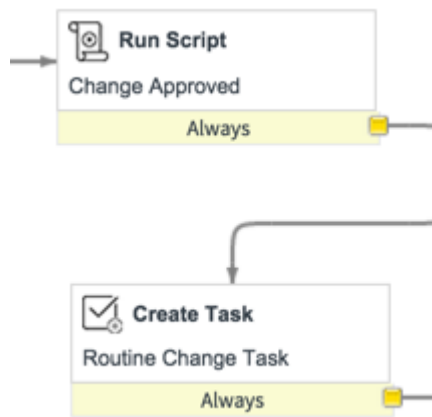 Run Script
Change Approved
Always
Create Task
Routine Change Task
Always